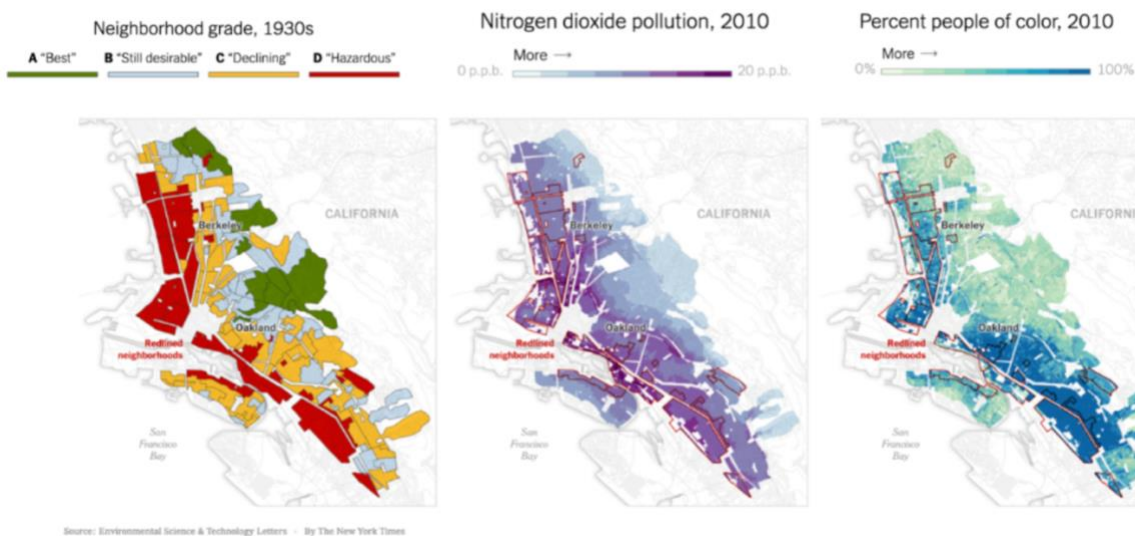 Neighborhood grade, 1930s
A “Best” B “Still desirable” C “Declining” D “Hazardous”
Nitrogen dioxide pollution, 2010
More →
0 p.p.b. 20 p.p.b.
Percent people of color, 2010
More →
0% 100%
CALIFORNIA
Berkeley
Oakland
Redlined
neighborhoods
San
Francisco
Bay
CALIFORNIA
Berkeley
Oakland
Redlined
neighborhoods
San
Francisco
Bay
CALIFORNIA
Berkeley
Oakland
Redlined
neighborhoods
San
Francisco
Bay
Source: Environmental Science & Technology Letters · By The New York Times